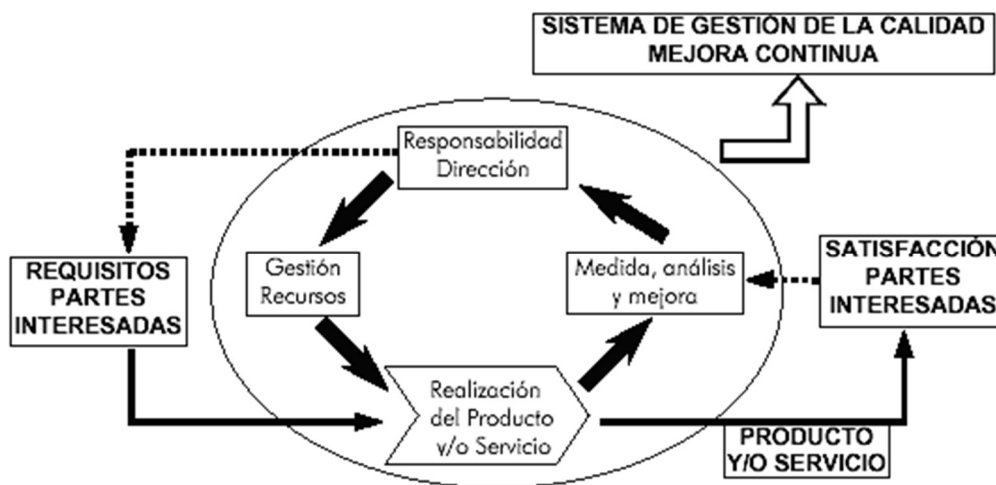 SISTEMA DE GESTIÓN DE LA CALIDAD
MEJORA CONTINUA
Responsabilidad
Dirección
REQUISITOS
PARTES
INTERESADAS
Gestión
Recursos
Medida, análisis
y mejora
SATISFACCIÓN
PARTES
INTERESADAS
Realización
del Producto
y/o Servicio
PRODUCTO
Y/O SERVICIO